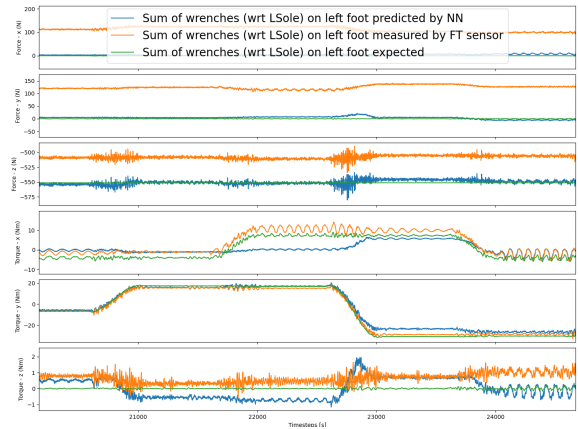 Sum of wrenches (wrt LSole) on left foot predicted by NN
Sum of wrenches (wrt LSole) on left foot measured by FT sensor
Sum of wrenches (wrt LSole) on left foot expected
Force - x (N)
200
100
0
Force - y (N)
150
100
50
0
−50
Force - z (N)
−500
−525
−550
−575
Torque - x (Nm)
10
0
−10
Torque - y (Nm)
20
0
−20
Torque - z (Nm)
2
1
0
−1
21000
22000
23000
24000
Timesteps [s]